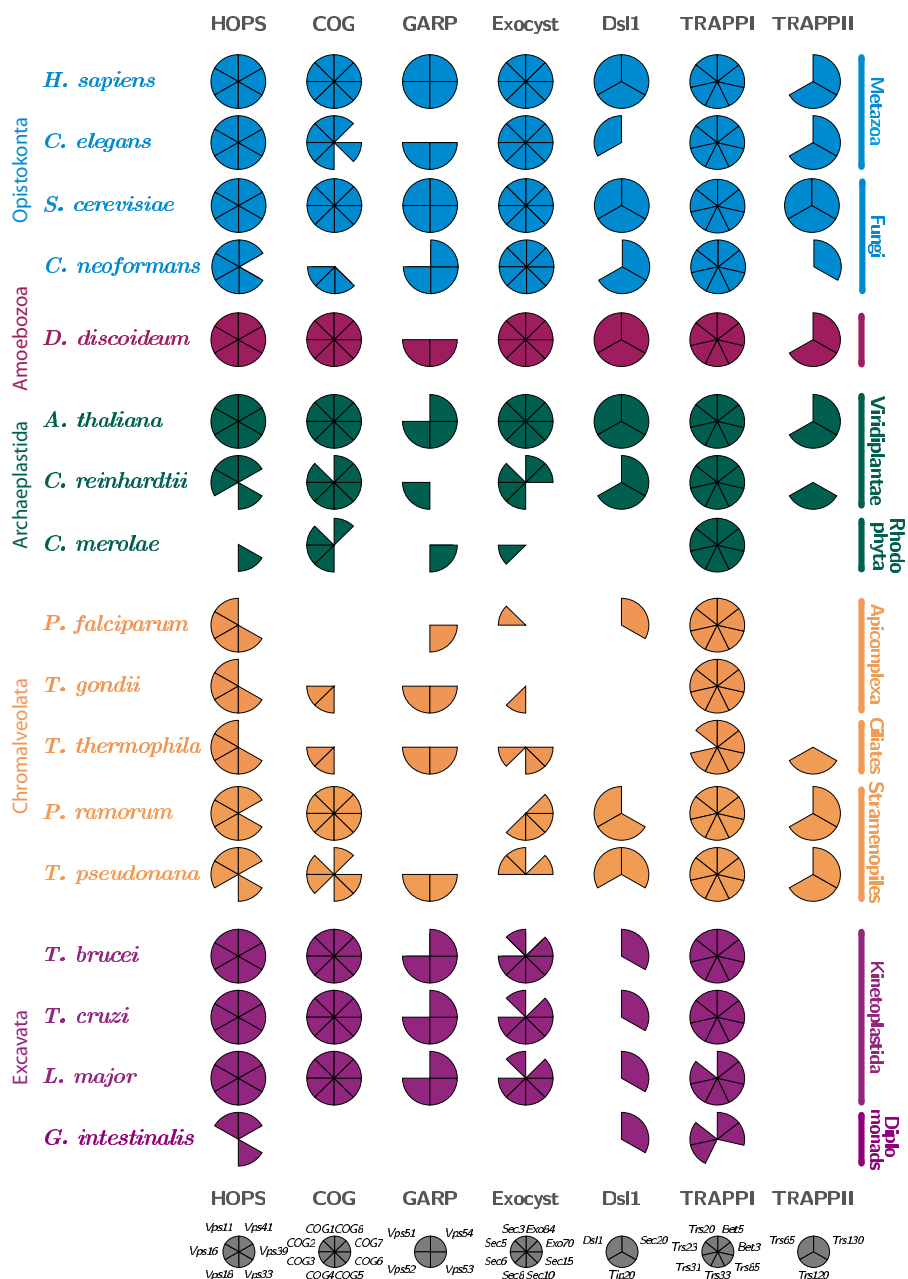 HOPS COG GARP Exocyst Dsl1 TRAPPI TRAPPII
Opistokonta
H. sapiens
C. elegans
Metazoa
S. cerevisiae
C. neoformans
Fungi
Amoebozoa
D. discoideum
Archaeplastida
A. thaliana
C. reinhardtii
Viridiplantae
C. merolae
Rhodo
phyta
Chromalveolata
P. falciparum
T. gondii
Apicomplexa
T. thermophila
Ciliates
P. ramorum
T. pseudonana
Stramenopiles
Excavata
T. brucei
T. cruzi
L. major
Kinetoplastida
G. intestinalis
Diplo
monads
HOPS COG GARP Exocyst Dsl1 TRAPPI TRAPPII
Vps11 Vps41 COG1 COG8 Vps51 Vps54 Sec3 Exo84 Dsl1 Sec20 Trs20 Bet5 Trs65 Trs130
Vps16 Vps39 COG2 COG7 Sec5 Exo70 Trs23 Bet3
COG3 COG6 Sec6 Sec15
Vps18 Vps33 COG4 COG5 Vps52 Vps53 Sec8 Sec10 Tip20 Trs31 Trs33 Trs85 Trs120